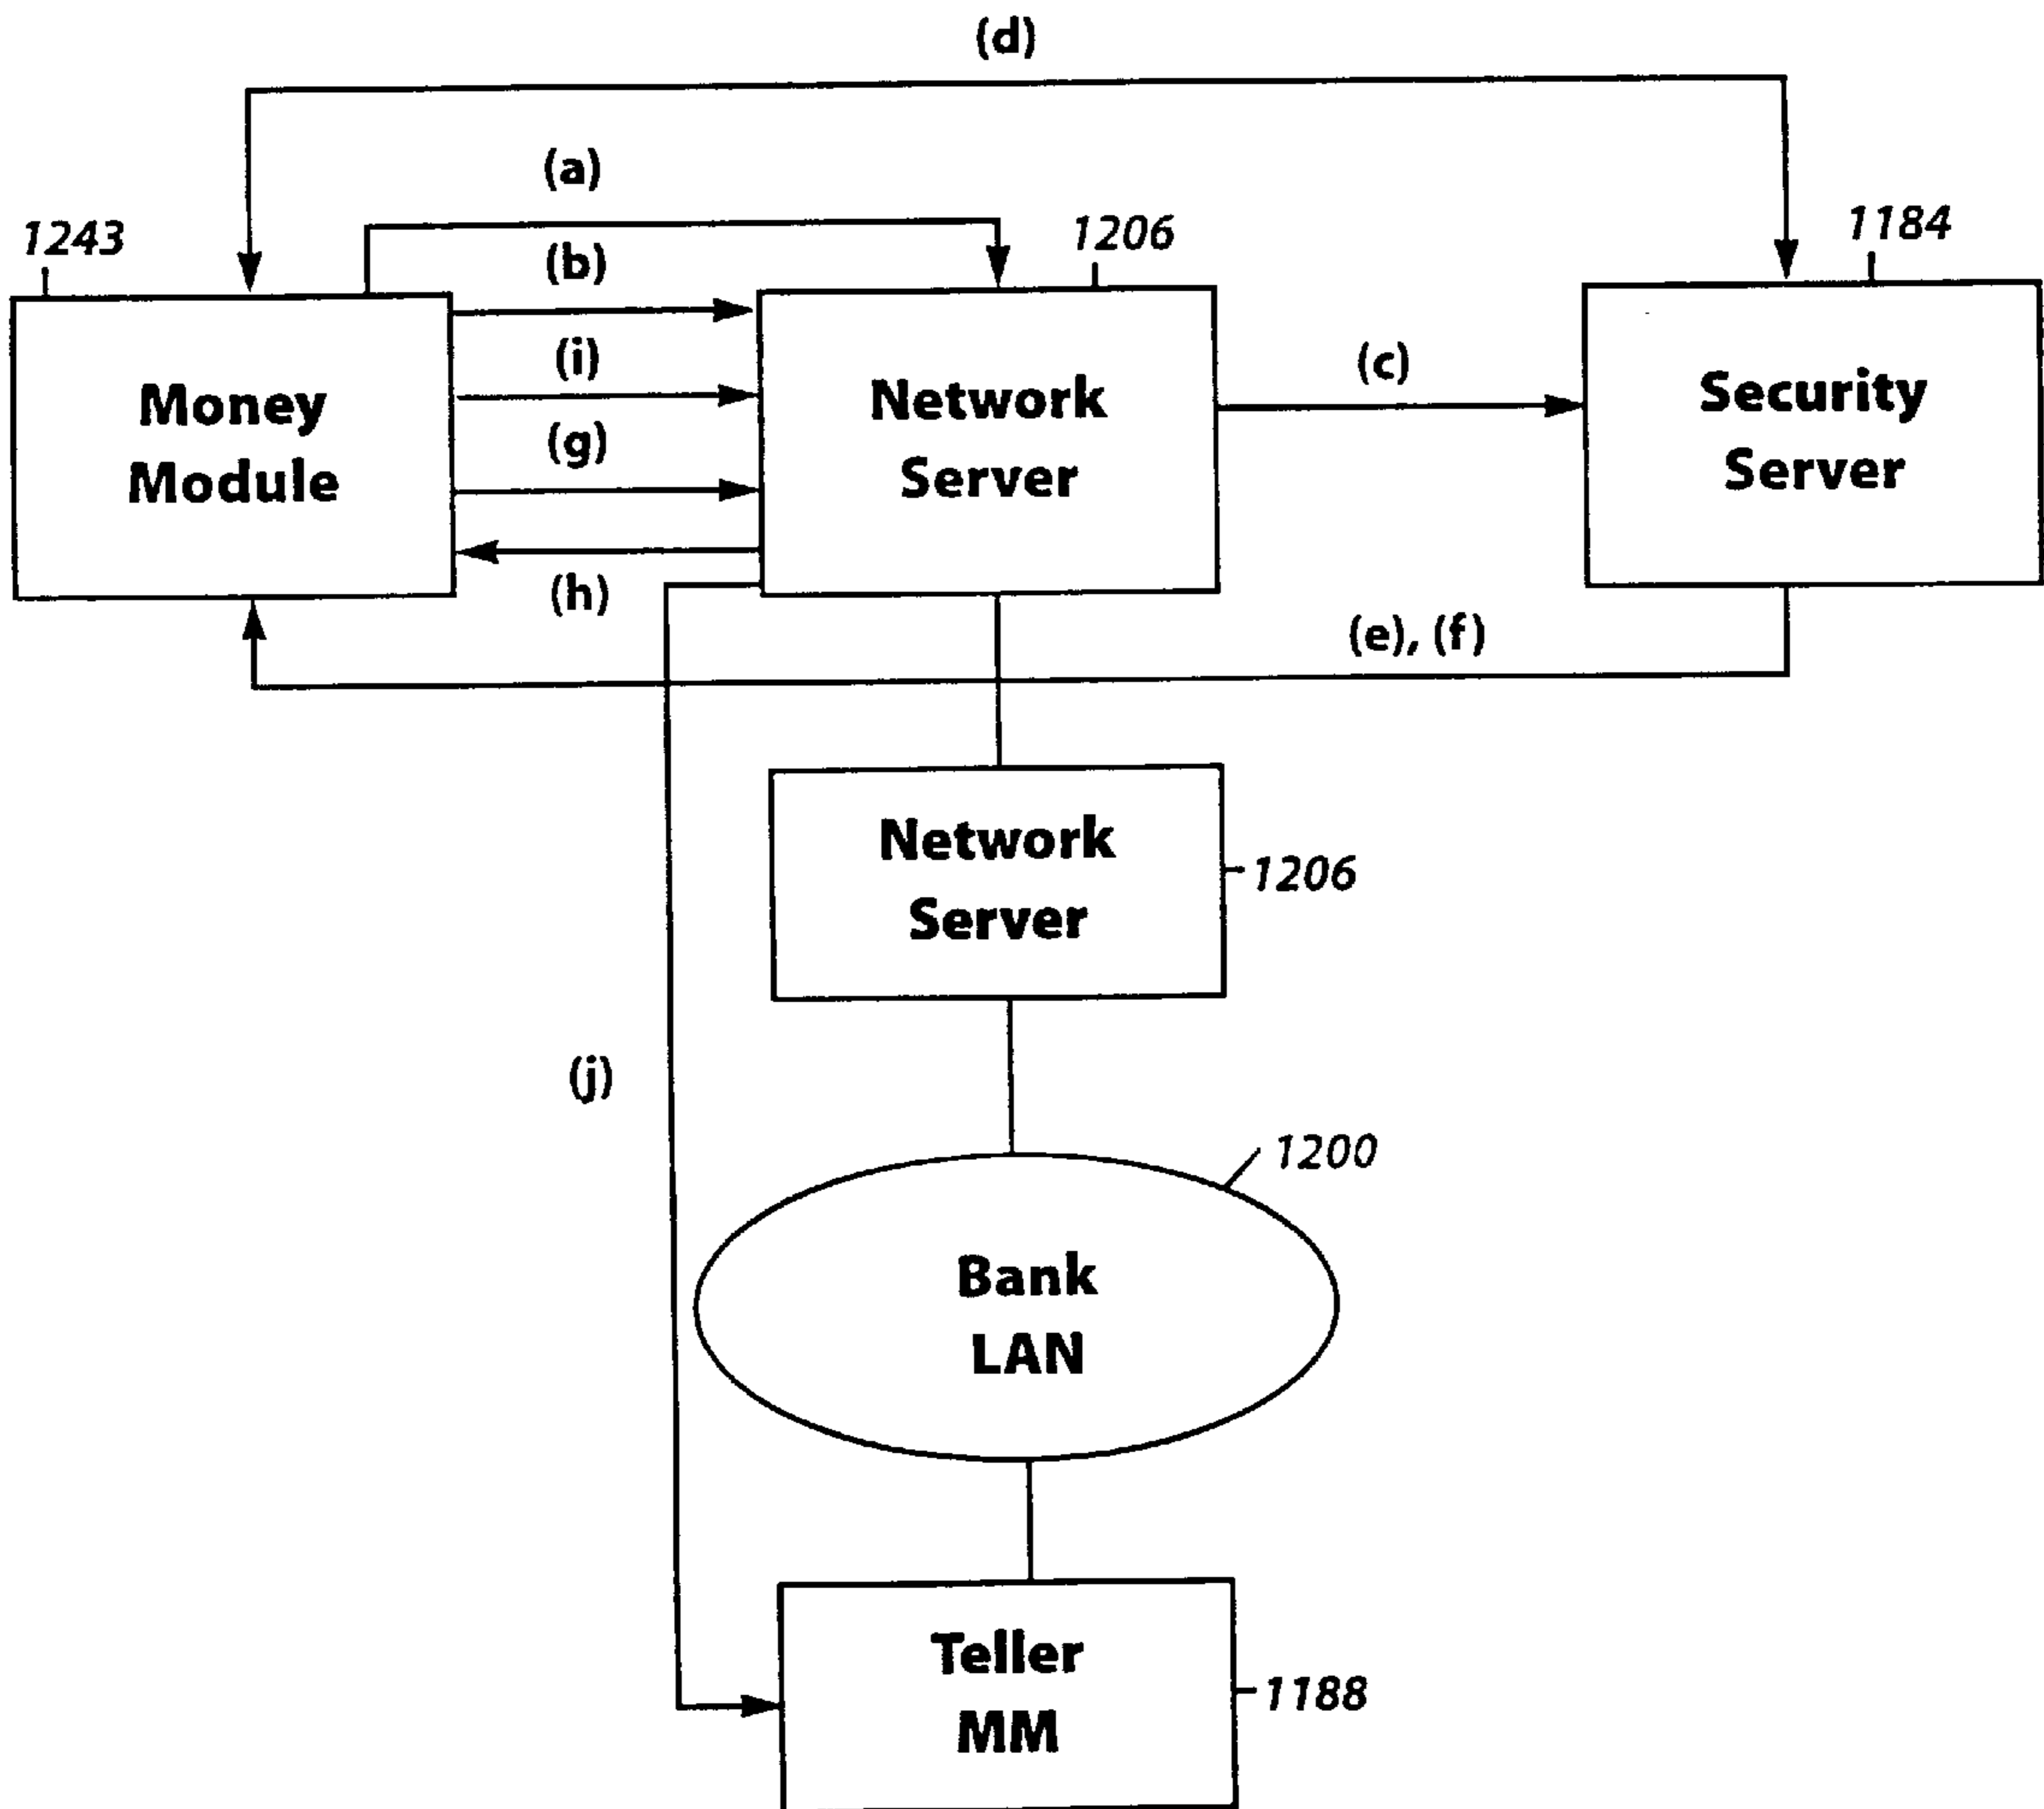 (d)
(a)
1243
(b)
1206
1184
(i)
(c)
Money
Module
Network
Server
Security
Server
(g)
(h)
(e), (f)
Network
Server
1206
(j)
1200
Bank
LAN
Teller
MM
1188